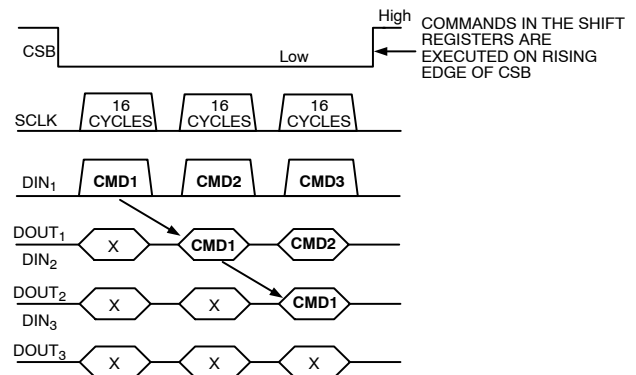 High
COMMANDS IN THE SHIFT
REGISTERS ARE
EXECUTED ON RISING
EDGE OF CSB
CSB
Low
SCLK
16
CYCLES
16
CYCLES
16
CYCLES
DIN₁
CMD1
CMD2
CMD3
DOUT₁
DIN₂
X
CMD1
CMD2
DOUT₂
DIN₃
X
X
CMD1
DOUT₃
X
X
X